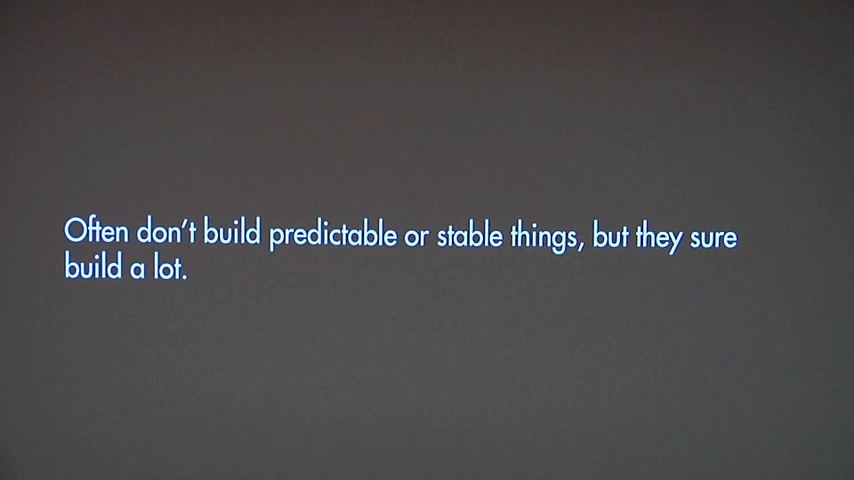 Often don't build predictable or stable things, but they sure
build a lot.